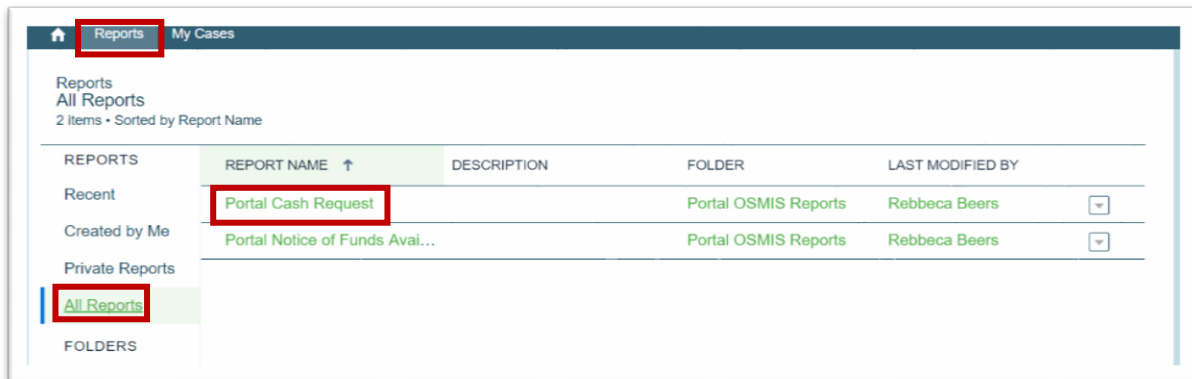 Reports My Cases
Reports
All Reports
2 items • Sorted by Report Name
REPORTS REPORT NAME ↑ DESCRIPTION FOLDER LAST MODIFIED BY
Recent Portal Cash Request Portal OSMIS Reports Rebbeca Beers
Created by Me Portal Notice of Funds Avai... Portal OSMIS Reports Rebbeca Beers
Private Reports
All Reports
FOLDERS